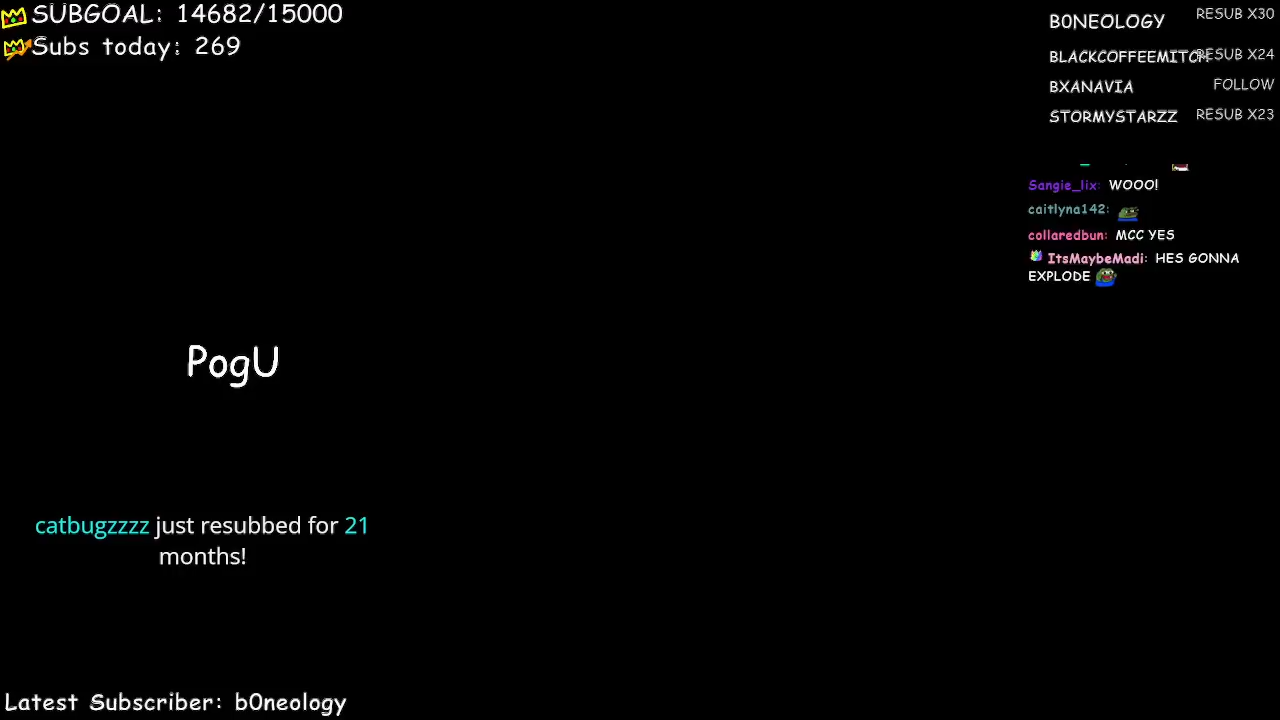 SUBGOAL: 14682/15000
Subs today: 269
B0NEOLOGY RESUB X30
BLACKCOFFEEMITCH RESUB X24
BXANAVIA FOLLOW
STORMYSTARZZ RESUB X23
Sangie_lix: WOOO!
caitlyna142:
collaredbun: MCC YES
ItsMaybeMadi: HES GONNA
EXPLODE
PogU
catbugzzzz just resubbed for 21
months!
Latest Subscriber: b0neology